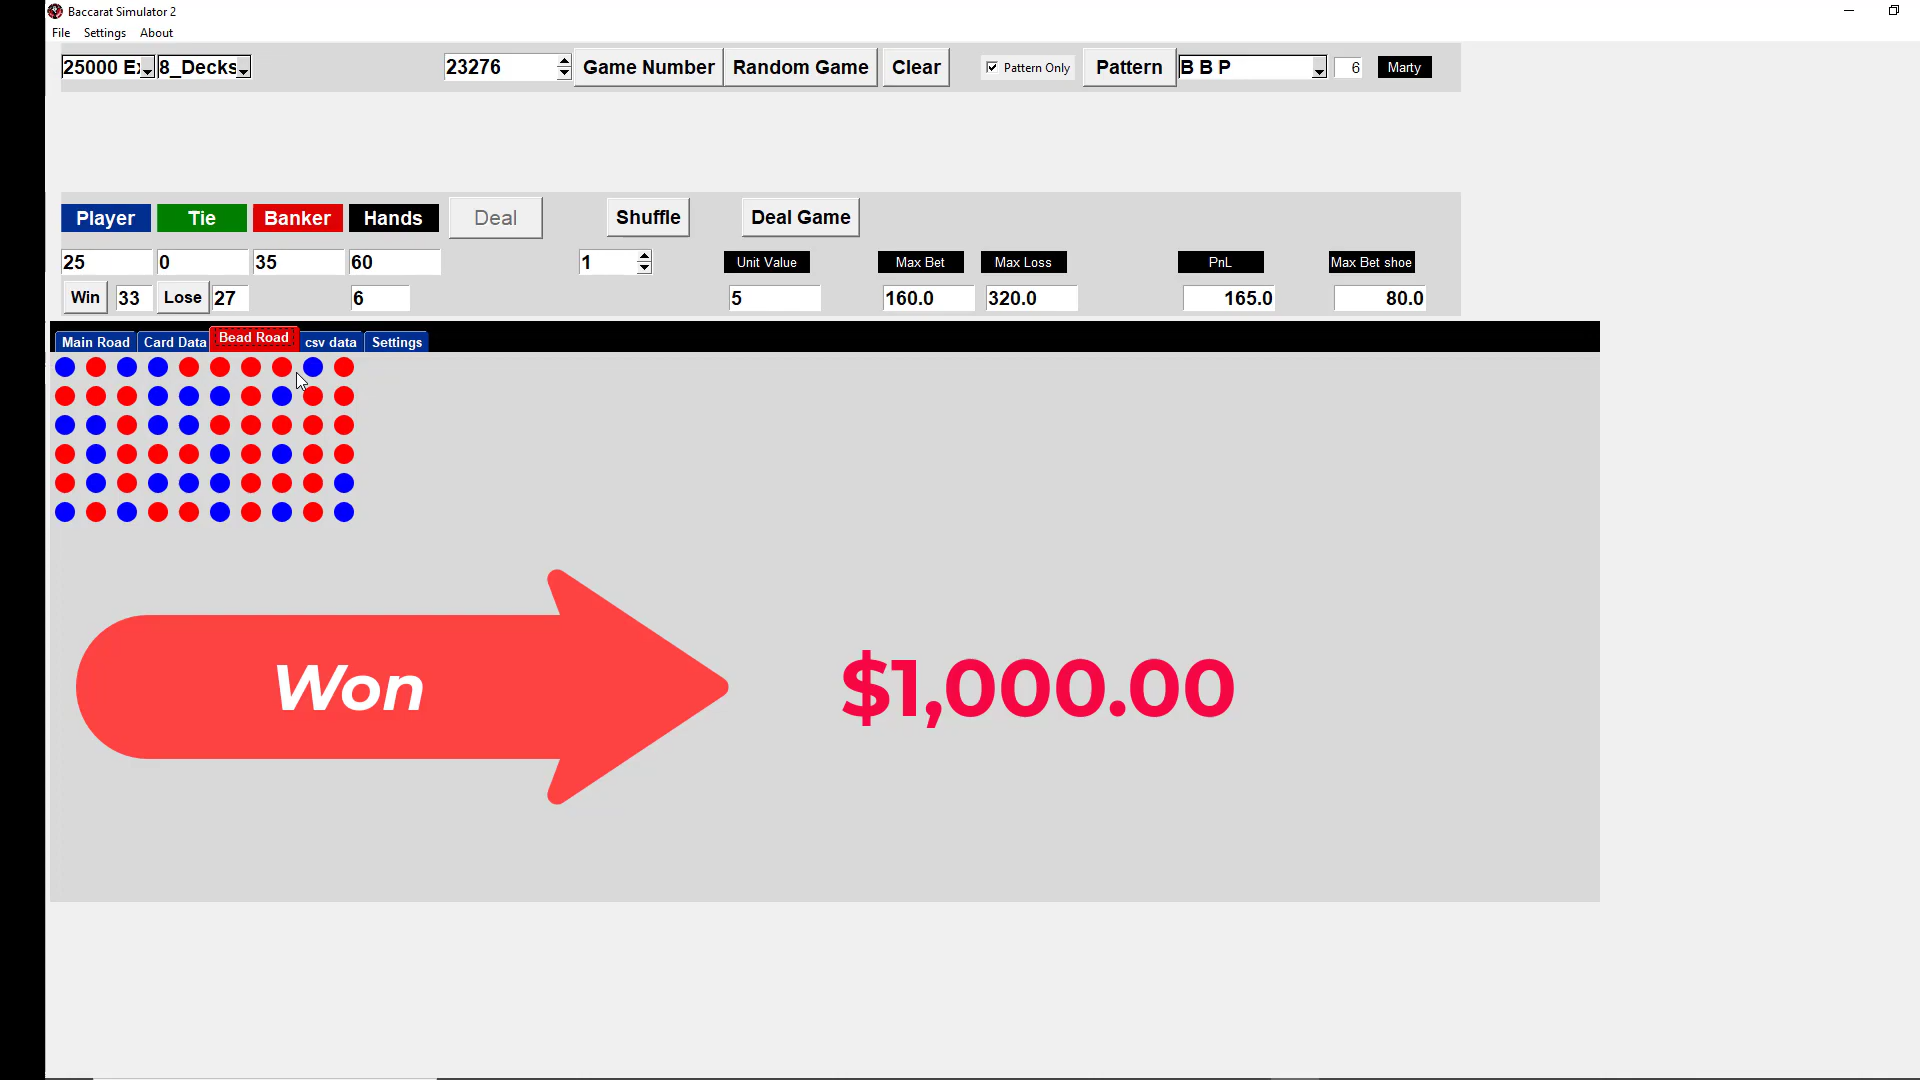 Baccarat Simulator 2
File Settings About
25000 E 8_Decks 23276 Game Number Random Game Clear Pattern Only Pattern B B P 6 Marty
Player Tie Banker Hands Deal Shuffle Deal Game
25 0 35 60 1 Unit Value Max Bet Max Loss PnL Max Bet shoe
Win 33 Lose 27 6 5 160.0 320.0 165.0 80.0
Main Road Card Data Bead Road csv data Settings
Won $1,000.00